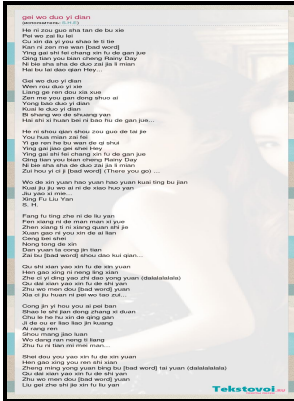 gei wo duo yi dian
He ni zou guo sha tan de bu xie
Pei wo zai liu lei
Cu xin da yi you shao le ti tie
Kan ni zen me wan [bad word]
Ying gai shi fei chang xin fu de gan jue
Qing tian you bian cheng Rainy Day
Ni bie sha sha de duo zai jia li mian
Hai bu lai dao qian Hey...
Gei wo duo yi dian
Wen rou duo yi xie
Liang ge ren dou xia xue
Zen me you gan dong shuo ai
Yong bao duo yi dian
Kuai le duo yi dian
Bi shang wo de shuang yan
Hai shi xi huan bei ni bao hu de gan jue...
He ni shou qian shou zou guo de tai jie
You hua mian zai fei
Yi ge ren he bu wan de qi shui
Ying gai jiao gei shei Hey
Ying gai shi fei chang xin fu de gan jue
Qing tian you bian cheng Rainy Day
Ni bie sha sha de duo zai jia li mian
Zui hou yi ci ji [bad word] (There you go) ...
Wo de xin yuan hao yuan hao yuan kuai ting bu jian
Kuai jiu jiu wo ai ni de xiao huo yan
Jiu yao xi mie...
Xing Fu Liu Yan
S. H.
Fang fu ting zhe ni de liu yan
Fen xiang ni de man man xi yue
Zhen xiang ti ni xiang quan shi jie
Xuan gao ni you xin de ai lian
Ceng bei shei
Nong tong de xin
Dan yuan ta cong jin tian
Zai bu [bad word] shou dao kui qian...
Qu shi xian yao xin fu de xin yuan
Hen gao xing ni neng ling xian
Zhe ci yi ding yao zhi dao yong yuan (dalalalalala)
Qu dai xian yao xin fu de shi yan
Zhu wo men dou [bad word] yuan
Xia ci jiu huan ni pei wo tao zui...
Cong jin yi hou you ai pei ban
Shao le shi jian dong zhang xi duan
Chu le he hu xin de qing gan
Ji de ou er liao liao jin kuang
Ai rang ren
Shou mang jiao luan
Wo dang ran neng ti liang
Zhu fu ni tian mi mei man...
Shei dou you yao xin fu de xin yuan
Hen gao xing you ren shi xian
Zheng ming yong yuan bing bu [bad word] tai yuan (dalalalalala)
Qu dai xian yao xin fu de shi yan
Zhu wo men dou [bad word] yuan
Liu gei zhe shi jie xin fu liu yan
Tekstovoi